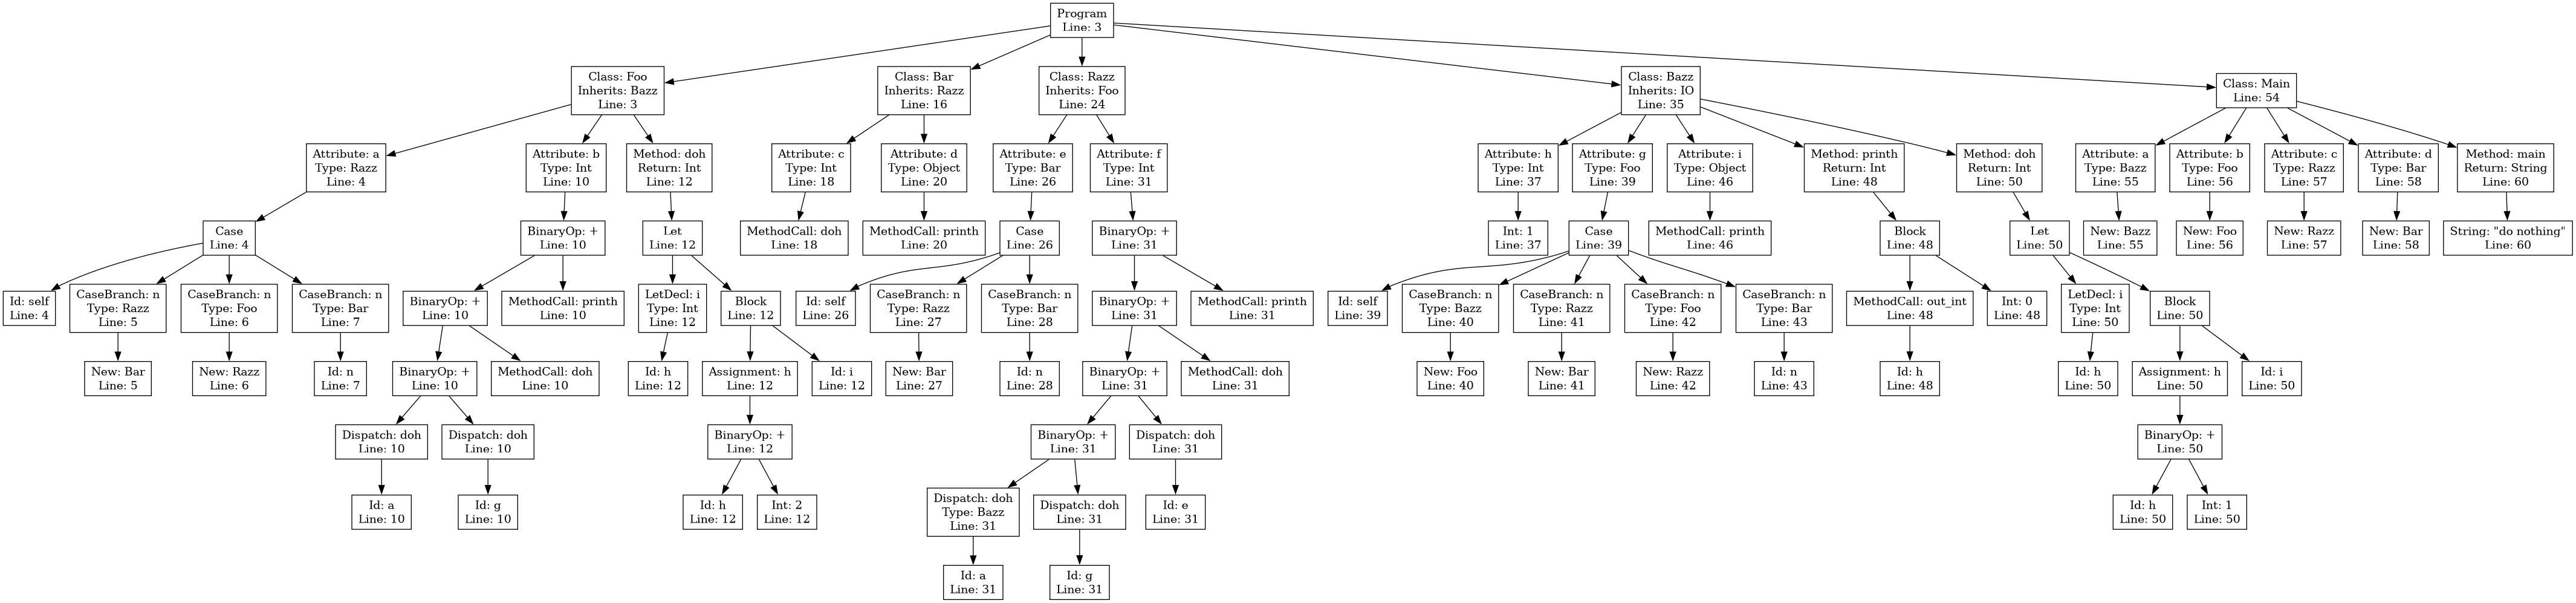 Program
Line: 3
Class: Foo
Inherits: Bazz
Line: 3
Class: Bar
Inherits: Razz
Line: 16
Class: Razz
Inherits: Foo
Line: 24
Class: Bazz
Inherits: IO
Line: 35
Class: Main
Line: 54
Attribute: a
Type: Razz
Line: 4
Attribute: b
Type: Int
Line: 10
Method: doh
Return: Int
Line: 12
Attribute: c
Type: Int
Line: 18
Attribute: d
Type: Object
Line: 20
Attribute: e
Type: Bar
Line: 26
Attribute: f
Type: Int
Line: 31
Attribute: h
Type: Int
Line: 37
Attribute: g
Type: Foo
Line: 39
Attribute: i
Type: Object
Line: 46
Method: printh
Return: Int
Line: 48
Method: doh
Return: Int
Line: 50
Attribute: a
Type: Bazz
Line: 55
Attribute: b
Type: Foo
Line: 56
Attribute: c
Type: Razz
Line: 57
Attribute: d
Type: Bar
Line: 58
Method: main
Return: String
Line: 60
Case
Line: 4
BinaryOp: +
Line: 10
Let
Line: 12
MethodCall: doh
Line: 18
MethodCall: printh
Line: 20
Case
Line: 26
BinaryOp: +
Line: 31
Int: 1
Line: 37
Case
Line: 39
MethodCall: printh
Line: 46
Block
Line: 48
Let
Line: 50
New: Bazz
Line: 55
New: Foo
Line: 56
New: Razz
Line: 57
New: Bar
Line: 58
String: "do nothing"
Line: 60
Id: self
Line: 4
CaseBranch: n
Type: Razz
Line: 5
CaseBranch: n
Type: Foo
Line: 6
CaseBranch: n
Type: Bar
Line: 7
BinaryOp: +
Line: 10
MethodCall: printh
Line: 10
LetDecl: i
Type: Int
Line: 12
Block
Line: 12
Id: self
Line: 26
CaseBranch: n
Type: Razz
Line: 27
CaseBranch: n
Type: Bar
Line: 28
BinaryOp: +
Line: 31
MethodCall: printh
Line: 31
Id: self
Line: 39
CaseBranch: n
Type: Bazz
Line: 40
CaseBranch: n
Type: Razz
Line: 41
CaseBranch: n
Type: Foo
Line: 42
CaseBranch: n
Type: Bar
Line: 43
MethodCall: out_int
Line: 48
Int: 0
Line: 48
LetDecl: i
Type: Int
Line: 50
Block
Line: 50
New: Bar
Line: 5
New: Razz
Line: 6
Id: n
Line: 7
BinaryOp: +
Line: 10
MethodCall: doh
Line: 10
Id: h
Line: 12
Assignment: h
Line: 12
Id: i
Line: 12
New: Bar
Line: 27
Id: n
Line: 28
BinaryOp: +
Line: 31
MethodCall: doh
Line: 31
New: Foo
Line: 40
New: Bar
Line: 41
New: Razz
Line: 42
Id: n
Line: 43
Id: h
Line: 48
Id: h
Line: 50
Assignment: h
Line: 50
Id: i
Line: 50
Dispatch: doh
Line: 10
Dispatch: doh
Line: 10
BinaryOp: +
Line: 12
BinaryOp: +
Line: 31
Dispatch: doh
Line: 31
BinaryOp: +
Line: 50
Id: a
Line: 10
Id: g
Line: 10
Id: h
Line: 12
Int: 2
Line: 12
Dispatch: doh
Type: Bazz
Line: 31
Dispatch: doh
Line: 31
Id: e
Line: 31
Id: h
Line: 50
Int: 1
Line: 50
Id: a
Line: 31
Id: g
Line: 31